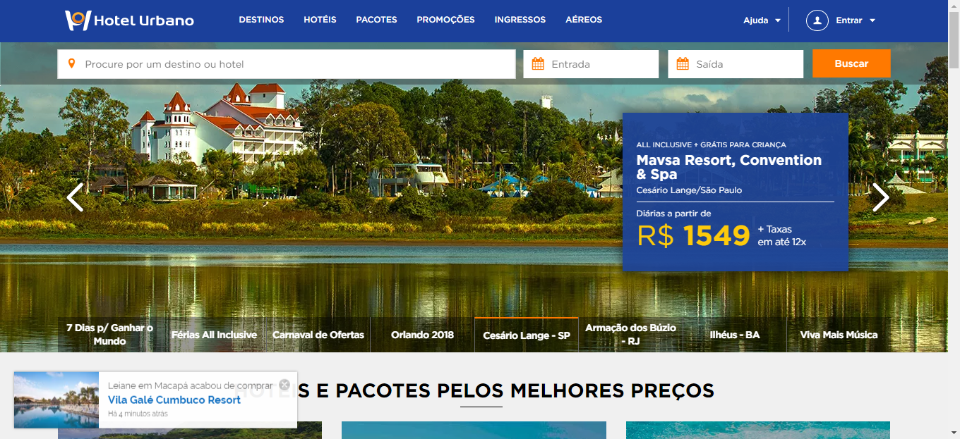 Hotel Urbano
DESTINOS HOTÉIS PACOTES PROMOÇÕES INGRESSOS AÉREOS Ajuda Entrar
Procure por um destino ou hotel Entrada Saída Buscar
ALL INCLUSIVE + GRÁTIS PARA CRIANÇA
Mavsa Resort, Convention
& Spa
Cesário Lange/São Paulo
Diárias a partir de
R$ 1549 + Taxas
em até 12x
7 Dias p/ Ganhar o
Mundo
Férias All Inclusive
Carnaval de Ofertas
Orlando 2018
Cesário Lange - SP
Armação dos Búzio
- RJ
Ilhéus - BA
Viva Mais Música
HOTÉIS E PACOTES PELOS MELHORES PREÇOS
Leiane em Macapá acabou de comprar
Vila Galé Cumbuco Resort
Há 4 minutos atrás